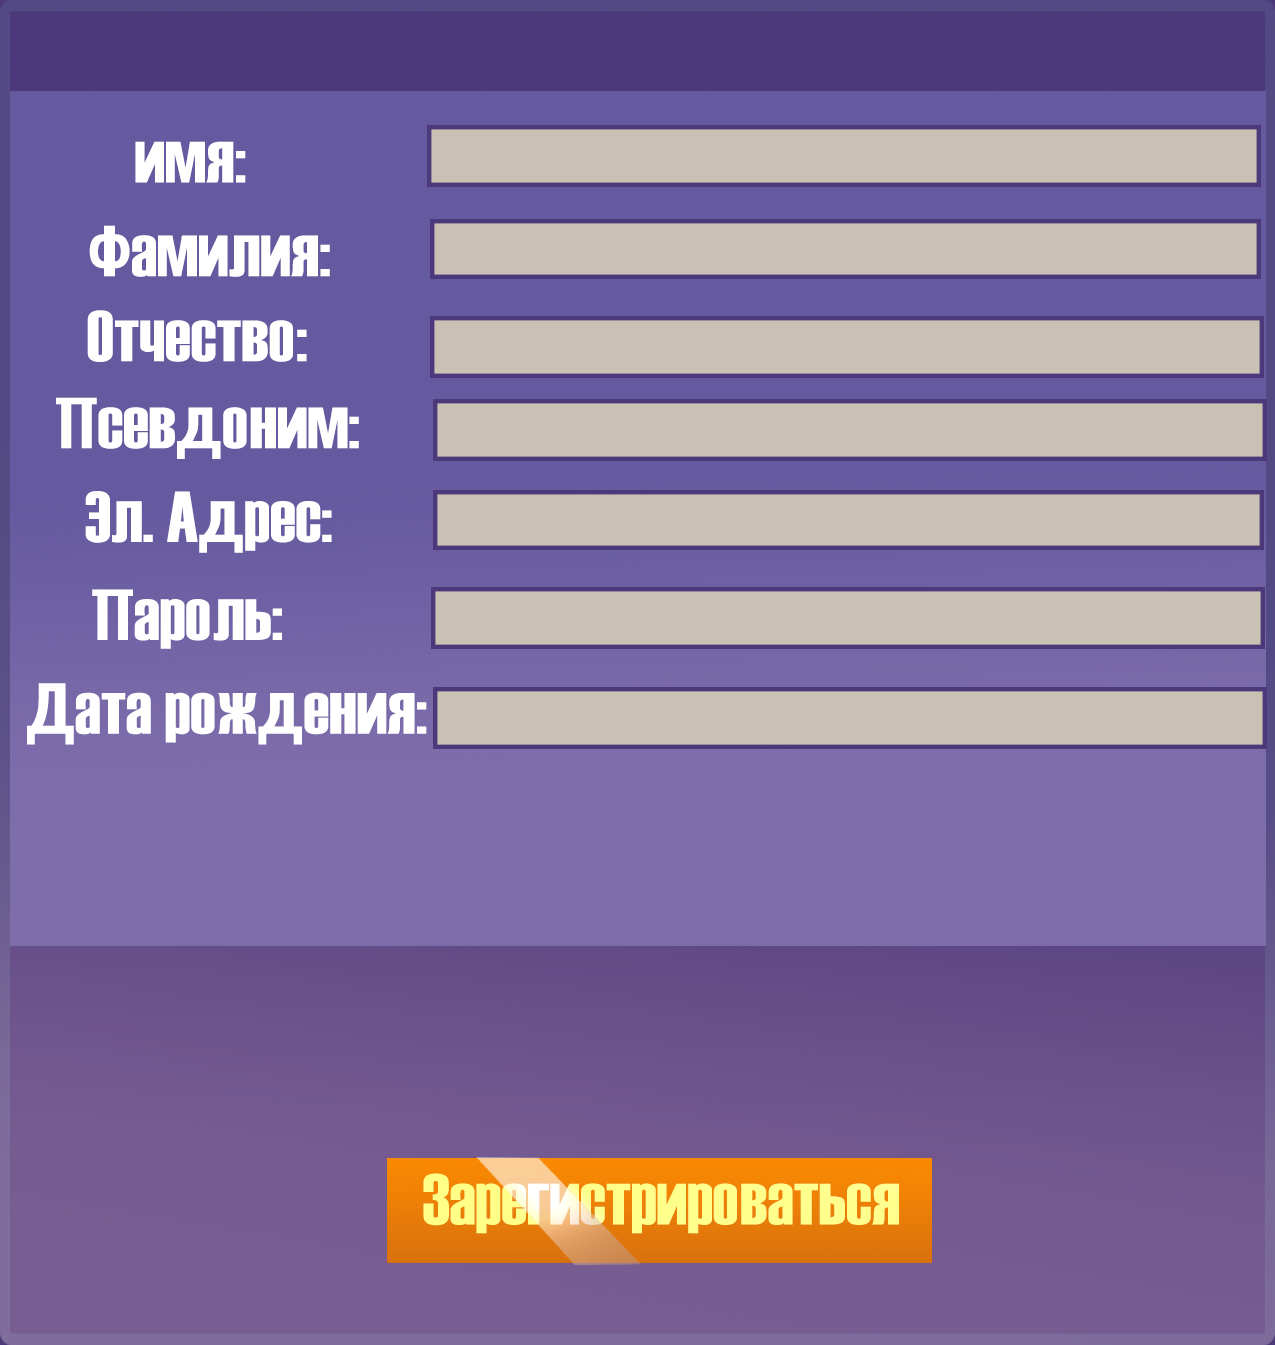 имя:
Фамилия:
Отчество:
Псевдоним:
Эл. Адрес:
Пароль:
Дата рождения:
Зарегистрироваться